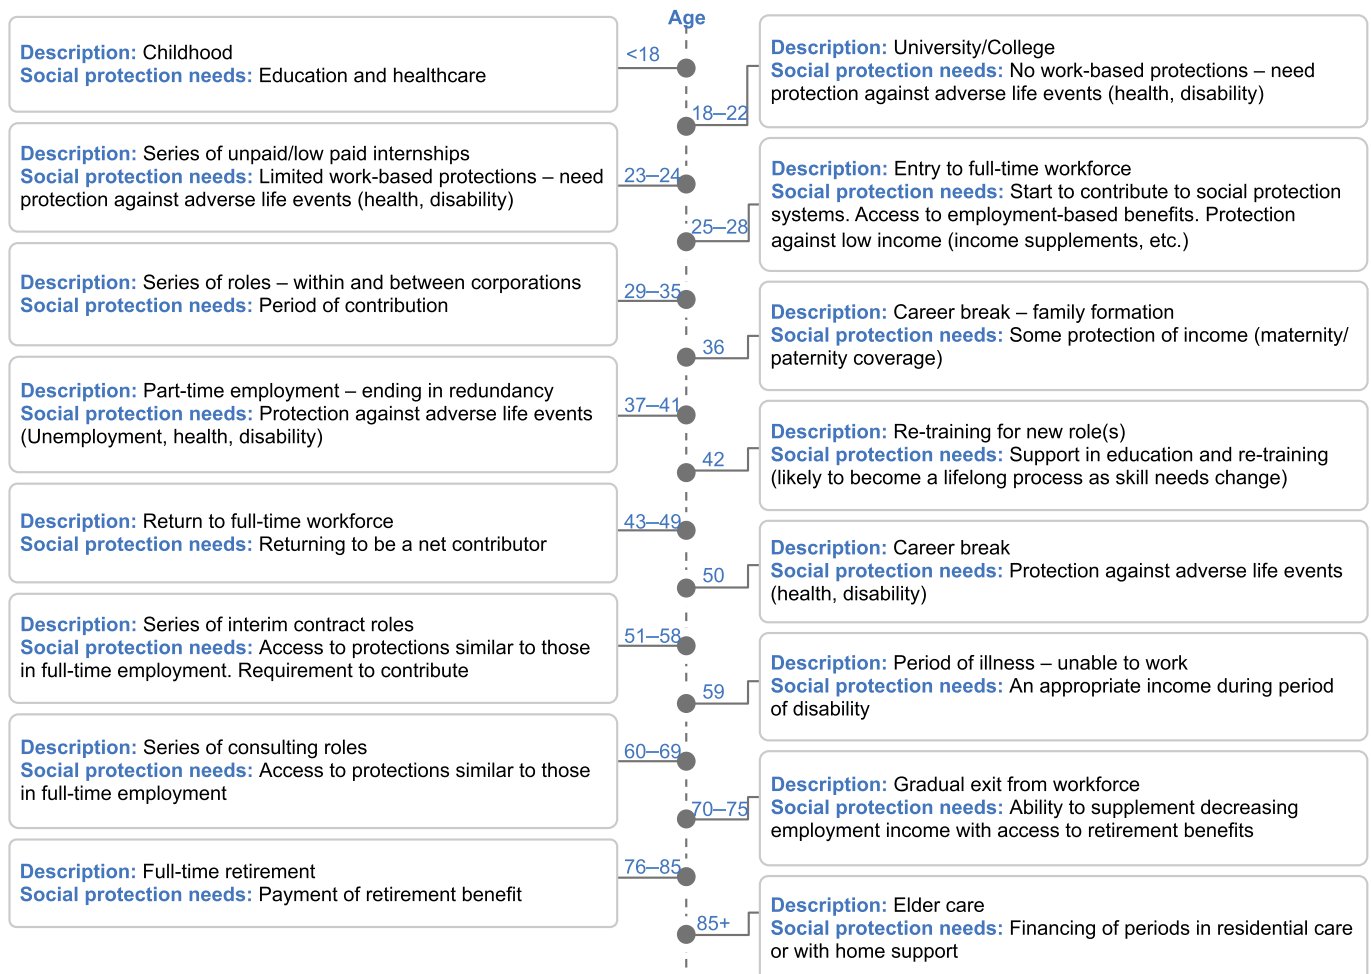 Age
<18
Description: Childhood
Social protection needs: Education and healthcare
18–22
Description: University/College
Social protection needs: No work-based protections – need
protection against adverse life events (health, disability)
23–24
Description: Series of unpaid/low paid internships
Social protection needs: Limited work-based protections – need
protection against adverse life events (health, disability)
25–28
Description: Entry to full-time workforce
Social protection needs: Start to contribute to social protection
systems. Access to employment-based benefits. Protection
against low income (income supplements, etc.)
29–35
Description: Series of roles – within and between corporations
Social protection needs: Period of contribution
36
Description: Career break – family formation
Social protection needs: Some protection of income (maternity/
paternity coverage)
37–41
Description: Part-time employment – ending in redundancy
Social protection needs: Protection against adverse life events
(Unemployment, health, disability)
42
Description: Re-training for new role(s)
Social protection needs: Support in education and re-training
(likely to become a lifelong process as skill needs change)
43–49
Description: Return to full-time workforce
Social protection needs: Returning to be a net contributor
50
Description: Career break
Social protection needs: Protection against adverse life events
(health, disability)
51–58
Description: Series of interim contract roles
Social protection needs: Access to protections similar to those
in full-time employment. Requirement to contribute
59
Description: Period of illness – unable to work
Social protection needs: An appropriate income during period
of disability
60–69
Description: Series of consulting roles
Social protection needs: Access to protections similar to those
in full-time employment
70–75
Description: Gradual exit from workforce
Social protection needs: Ability to supplement decreasing
employment income with access to retirement benefits
76–85
Description: Full-time retirement
Social protection needs: Payment of retirement benefit
85+
Description: Elder care
Social protection needs: Financing of periods in residential care
or with home support